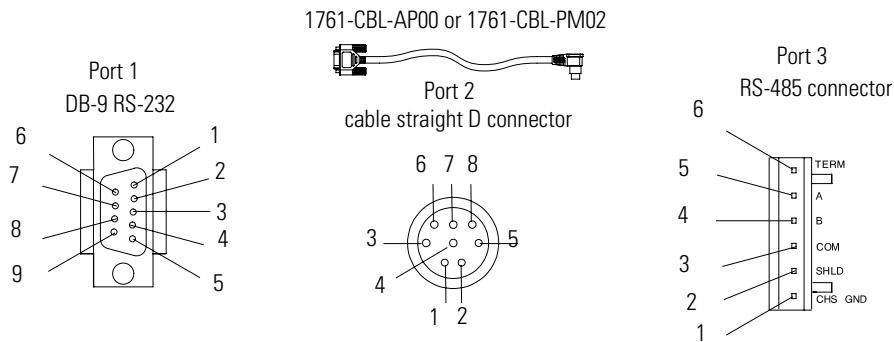 1761-CBL-AP00 or 1761-CBL-PM02
Port 1
DB-9 RS-232
6
7
8
9
1
2
3
4
5
Port 2
cable straight D connector
6 7 8
3
5
4
1 2
Port 3
RS-485 connector
6
5
4
3
2
1
TERM
A
B
COM
SHLD
CHS GND